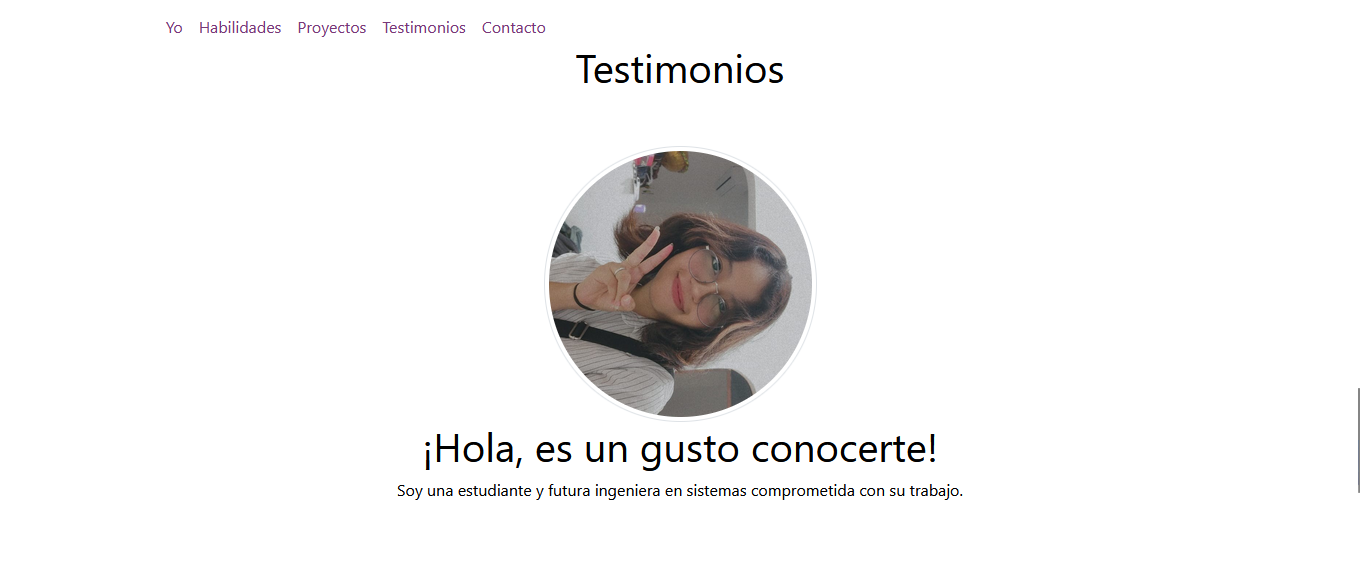 Yo Habilidades Proyectos Testimonios Contacto
Testimonios
¡Hola, es un gusto conocerte!
Soy una estudiante y futura ingeniera en sistemas comprometida con su trabajo.